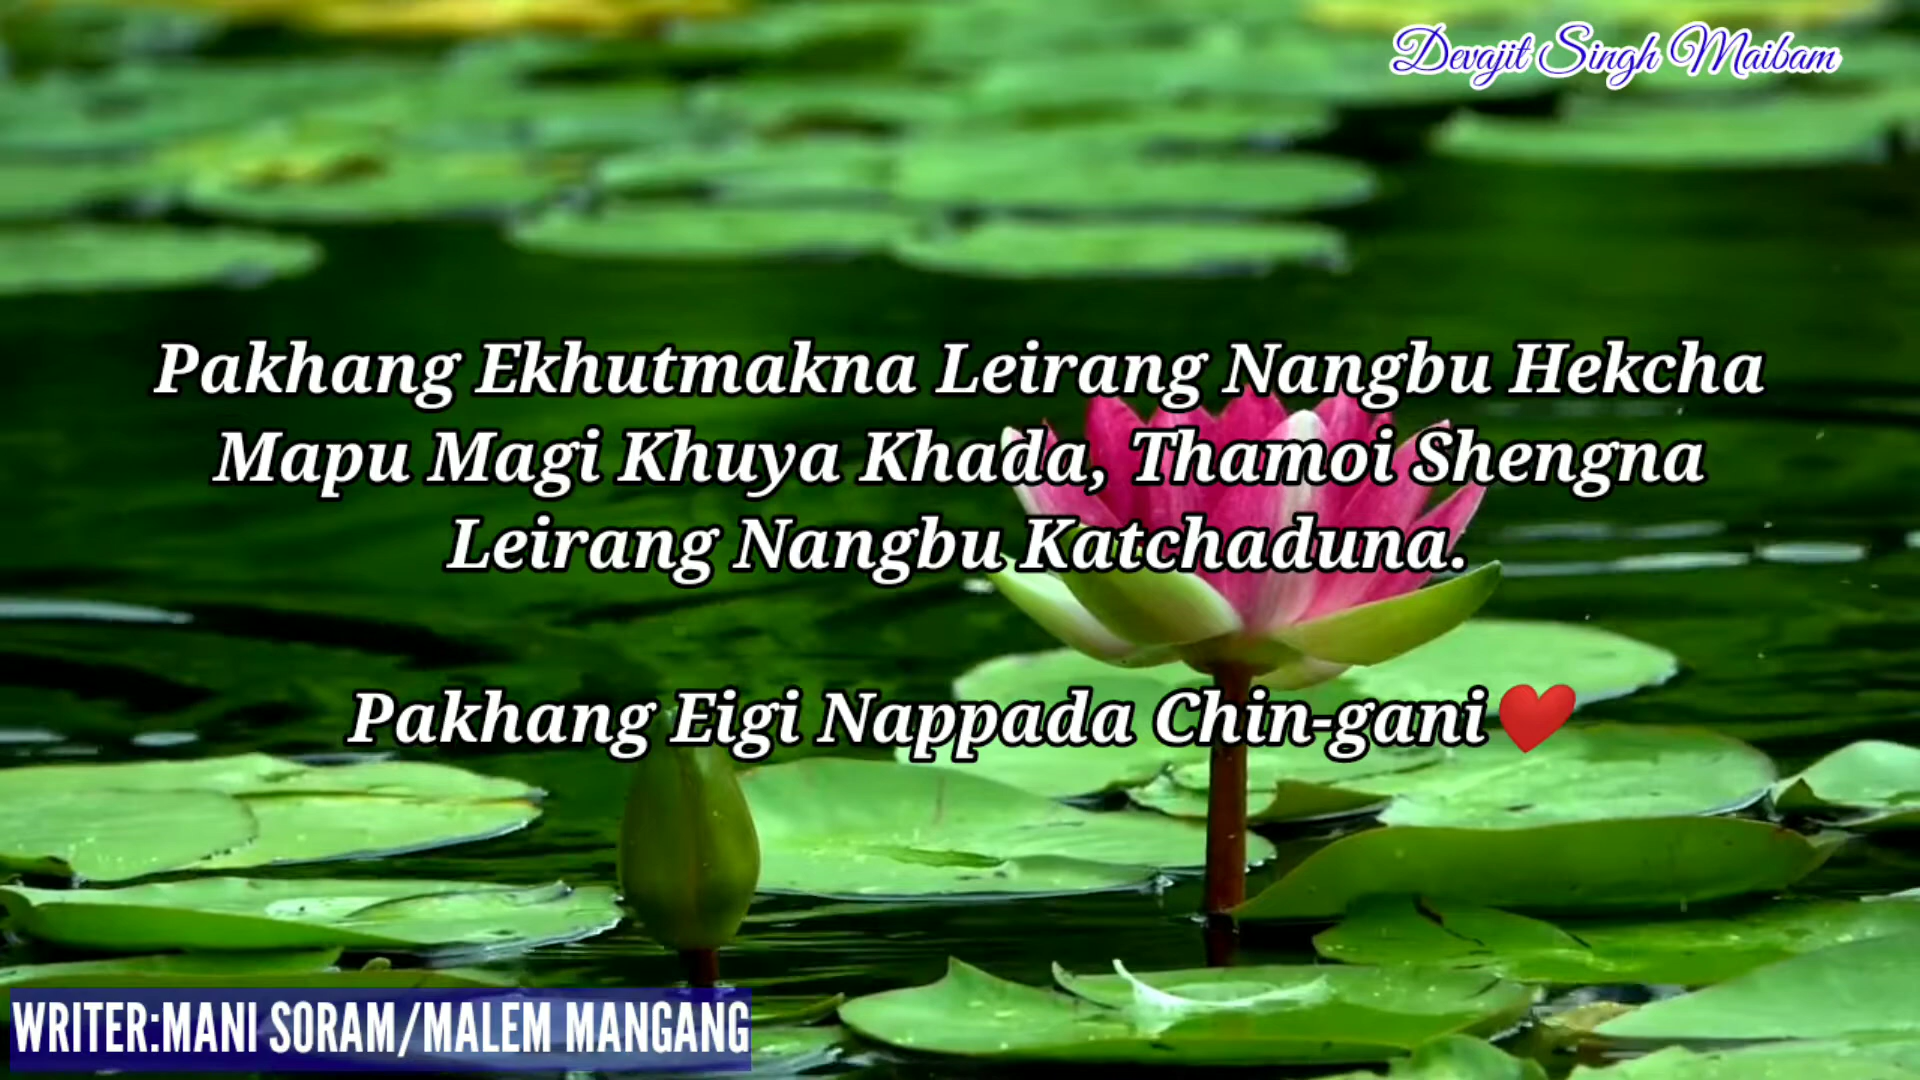 Devajit Singh Maibam
Pakhang Ekhutmakna Leirang Nangbu Hekcha
Mapu Magi Khuya Khada, Thamoi Shengna
Leirang Nangbu Katchaduna.
Pakhang Eigi Nappada Chin-gani❤️
WRITER:MANI SORAM/MALEM MANGANG